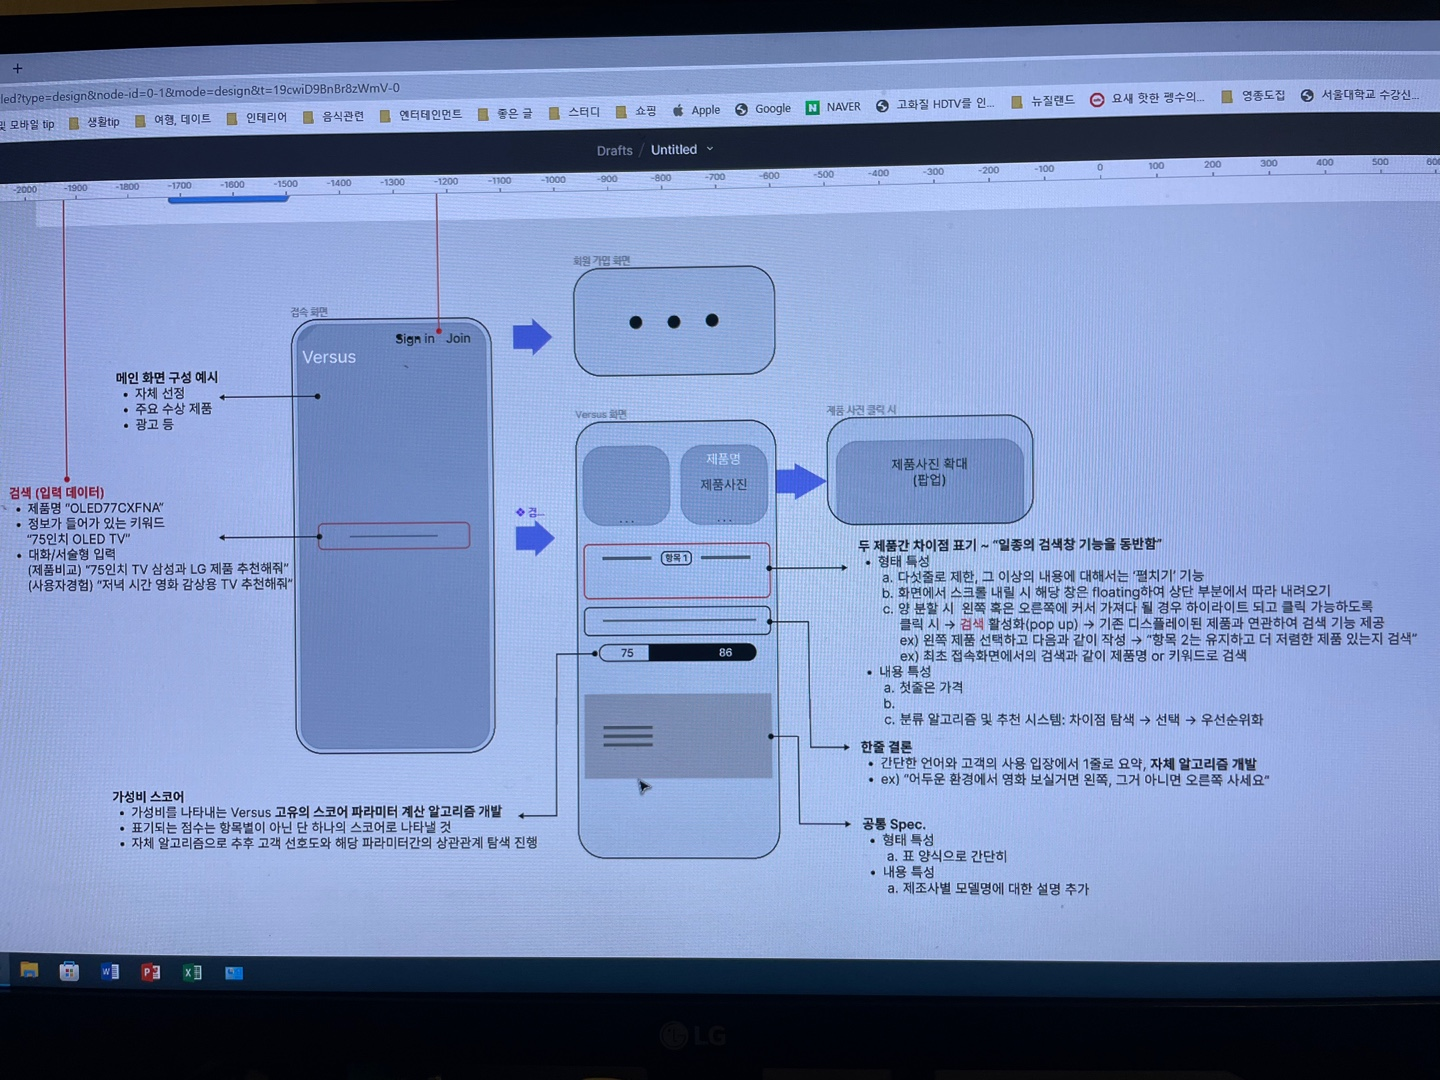 +
led?type=design&node-id=0-1&mode=design&t=19cwiD9BnBr8zWmV-0
및 모바일 tip 생활tip 여행, 데이트 인테리어 음식관련 엔터테인먼트 좋은 글 스터디 쇼핑 Apple Google NAVER 고화질 HDTV를 인... 뉴질랜드 요새 핫한 펭수의... 영종도집 서울대학교 수강신...
Drafts / Untitled
-2000 -1900 -1800 -1700 -1600 -1500 -1400 -1300 -1200 -1100 -1000 -900 -800 -700 -600 -500 -400 -300 -200 -100 0 100 200 300 400 500 600
회원 가입 화면
접속 화면
Sign in Join
Versus
메인 화면 구성 예시
• 자체 선정
• 주요 수상 제품
• 광고 등
검색 (입력 데이터)
• 제품명 “OLED77CXFNA”
• 정보가 들어가 있는 키워드
“75인치 OLED TV”
• 대화/서술형 입력
(제품비교) “75인치 TV 삼성과 LG 제품 추천해줘”
(사용자경험) “저녁 시간 영화 감상용 TV 추천해줘”
검...
Versus 화면
제품명
제품사진
...
...
항목 1
75 86
제품 사진 클릭 시
제품사진 확대
(팝업)
두 제품간 차이점 표기 ~ “일종의 검색창 기능을 동반함”
• 형태 특성
a. 다섯줄로 제한, 그 이상의 내용에 대해서는 ‘펼치기’ 기능
b. 화면에서 스크롤 내릴 시 해당 창은 floating하여 상단 부분에서 따라 내려오기
c. 양 분할 시 왼쪽 혹은 오른쪽에 커서 가져다 될 경우 하이라이트 되고 클릭 가능하도록
클릭 시 → 검색 활성화(pop up) → 기존 디스플레이된 제품과 연관하여 검색 기능 제공
ex) 왼쪽 제품 선택하고 다음과 같이 작성 → “항목 2는 유지하고 더 저렴한 제품 있는지 검색”
ex) 최초 접속화면에서의 검색과 같이 제품명 or 키워드로 검색
• 내용 특성
a. 첫줄은 가격
b.
c. 분류 알고리즘 및 추천 시스템: 차이점 탐색 → 선택 → 우선순위화
한줄 결론
• 간단한 언어와 고객의 사용 입장에서 1줄로 요약, 자체 알고리즘 개발
• ex) “어두운 환경에서 영화 보실거면 왼쪽, 그거 아니면 오른쪽 사세요”
가성비 스코어
• 가성비를 나타내는 Versus 고유의 스코어 파라미터 계산 알고리즘 개발
• 표기되는 점수는 항목별이 아닌 단 하나의 스코어로 나타낼 것
• 자체 알고리즘으로 추후 고객 선호도와 해당 파라미터간의 상관관계 탐색 진행
공통 Spec.
• 형태 특성
a. 표 양식으로 간단히
• 내용 특성
a. 제조사별 모델명에 대한 설명 추가
LG